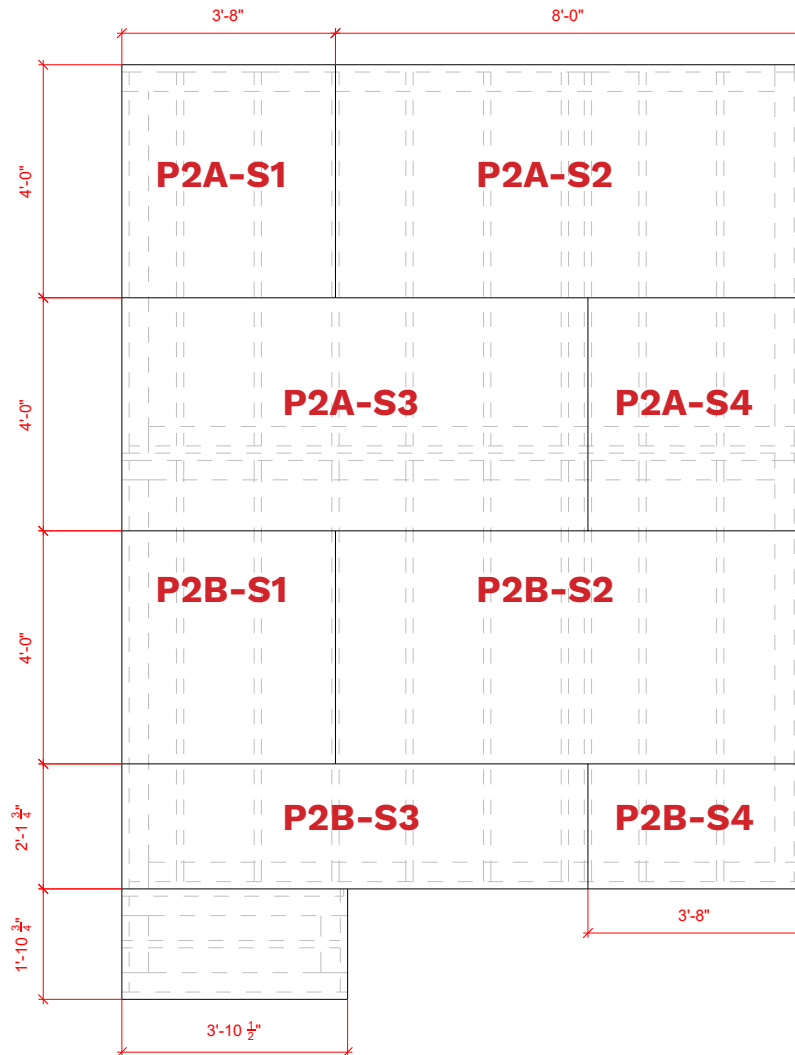 3'-8" 8'-0"
4'-0"
P2A-S1 P2A-S2
4'-0"
P2A-S3 P2A-S4
4'-0"
P2B-S1 P2B-S2
2'-1 3/4"
P2B-S3 P2B-S4
1'-10 3/4"
3'-8"
3'-10 1/2"